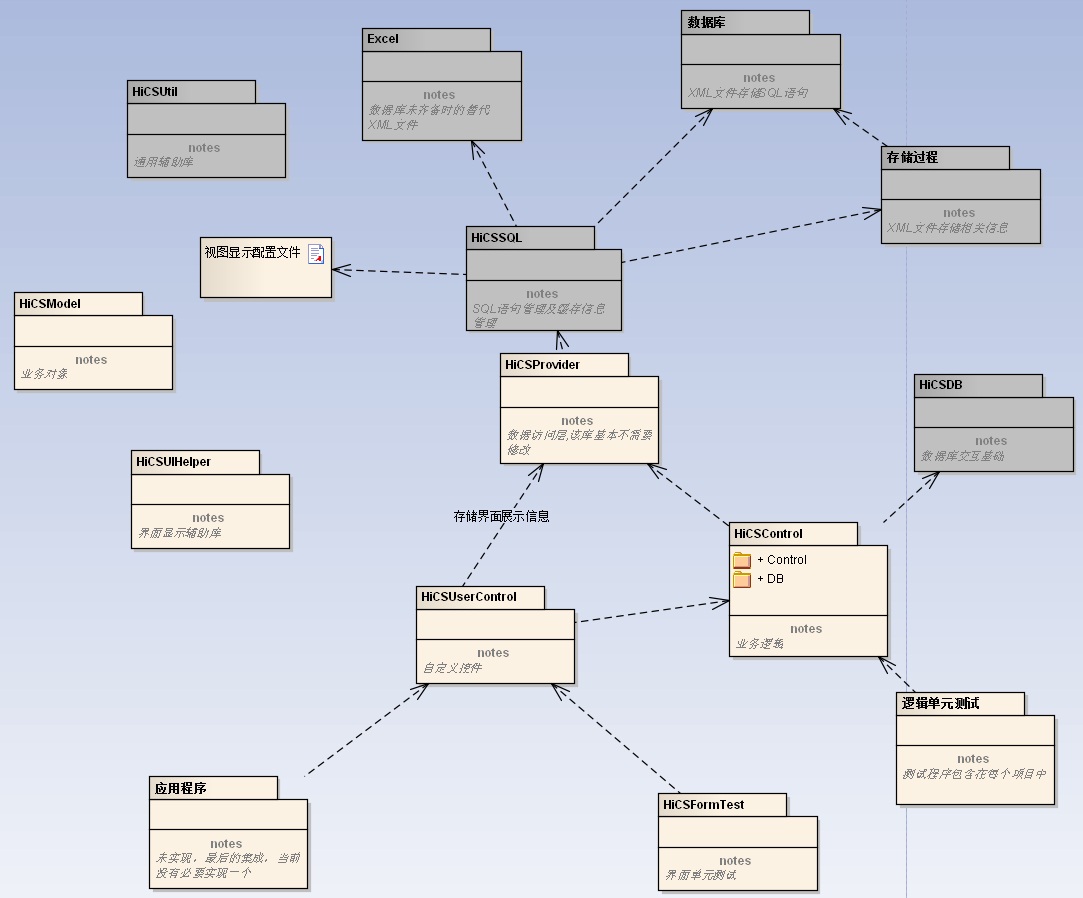 数据库
notes
XML文件存储SQL语句
Excel
notes
数据库未齐备时的替代
XML文件
HiCSUtil
notes
通用辅助库
存储过程
notes
XML文件存储相关信息
HiCSSQL
notes
SQL语句管理及缓存信息
管理
视图显示配置文件
HiCSModel
notes
业务对象
HiCSProvider
notes
数据访问层,该库基本不需要
修改
HiCSDB
notes
数据库交互基础
HiCSUIHelper
notes
界面显示辅助库
存储界面展示信息
HiCSControl
+ Control
+ DB
notes
业务逻辑
HiCSUserControl
notes
自定义控件
逻辑单元测试
notes
测试程序包含在每个项目中
应用程序
notes
未实现，最后的集成，当前
没有必要实现一个
HiCSFormTest
notes
界面单元测试